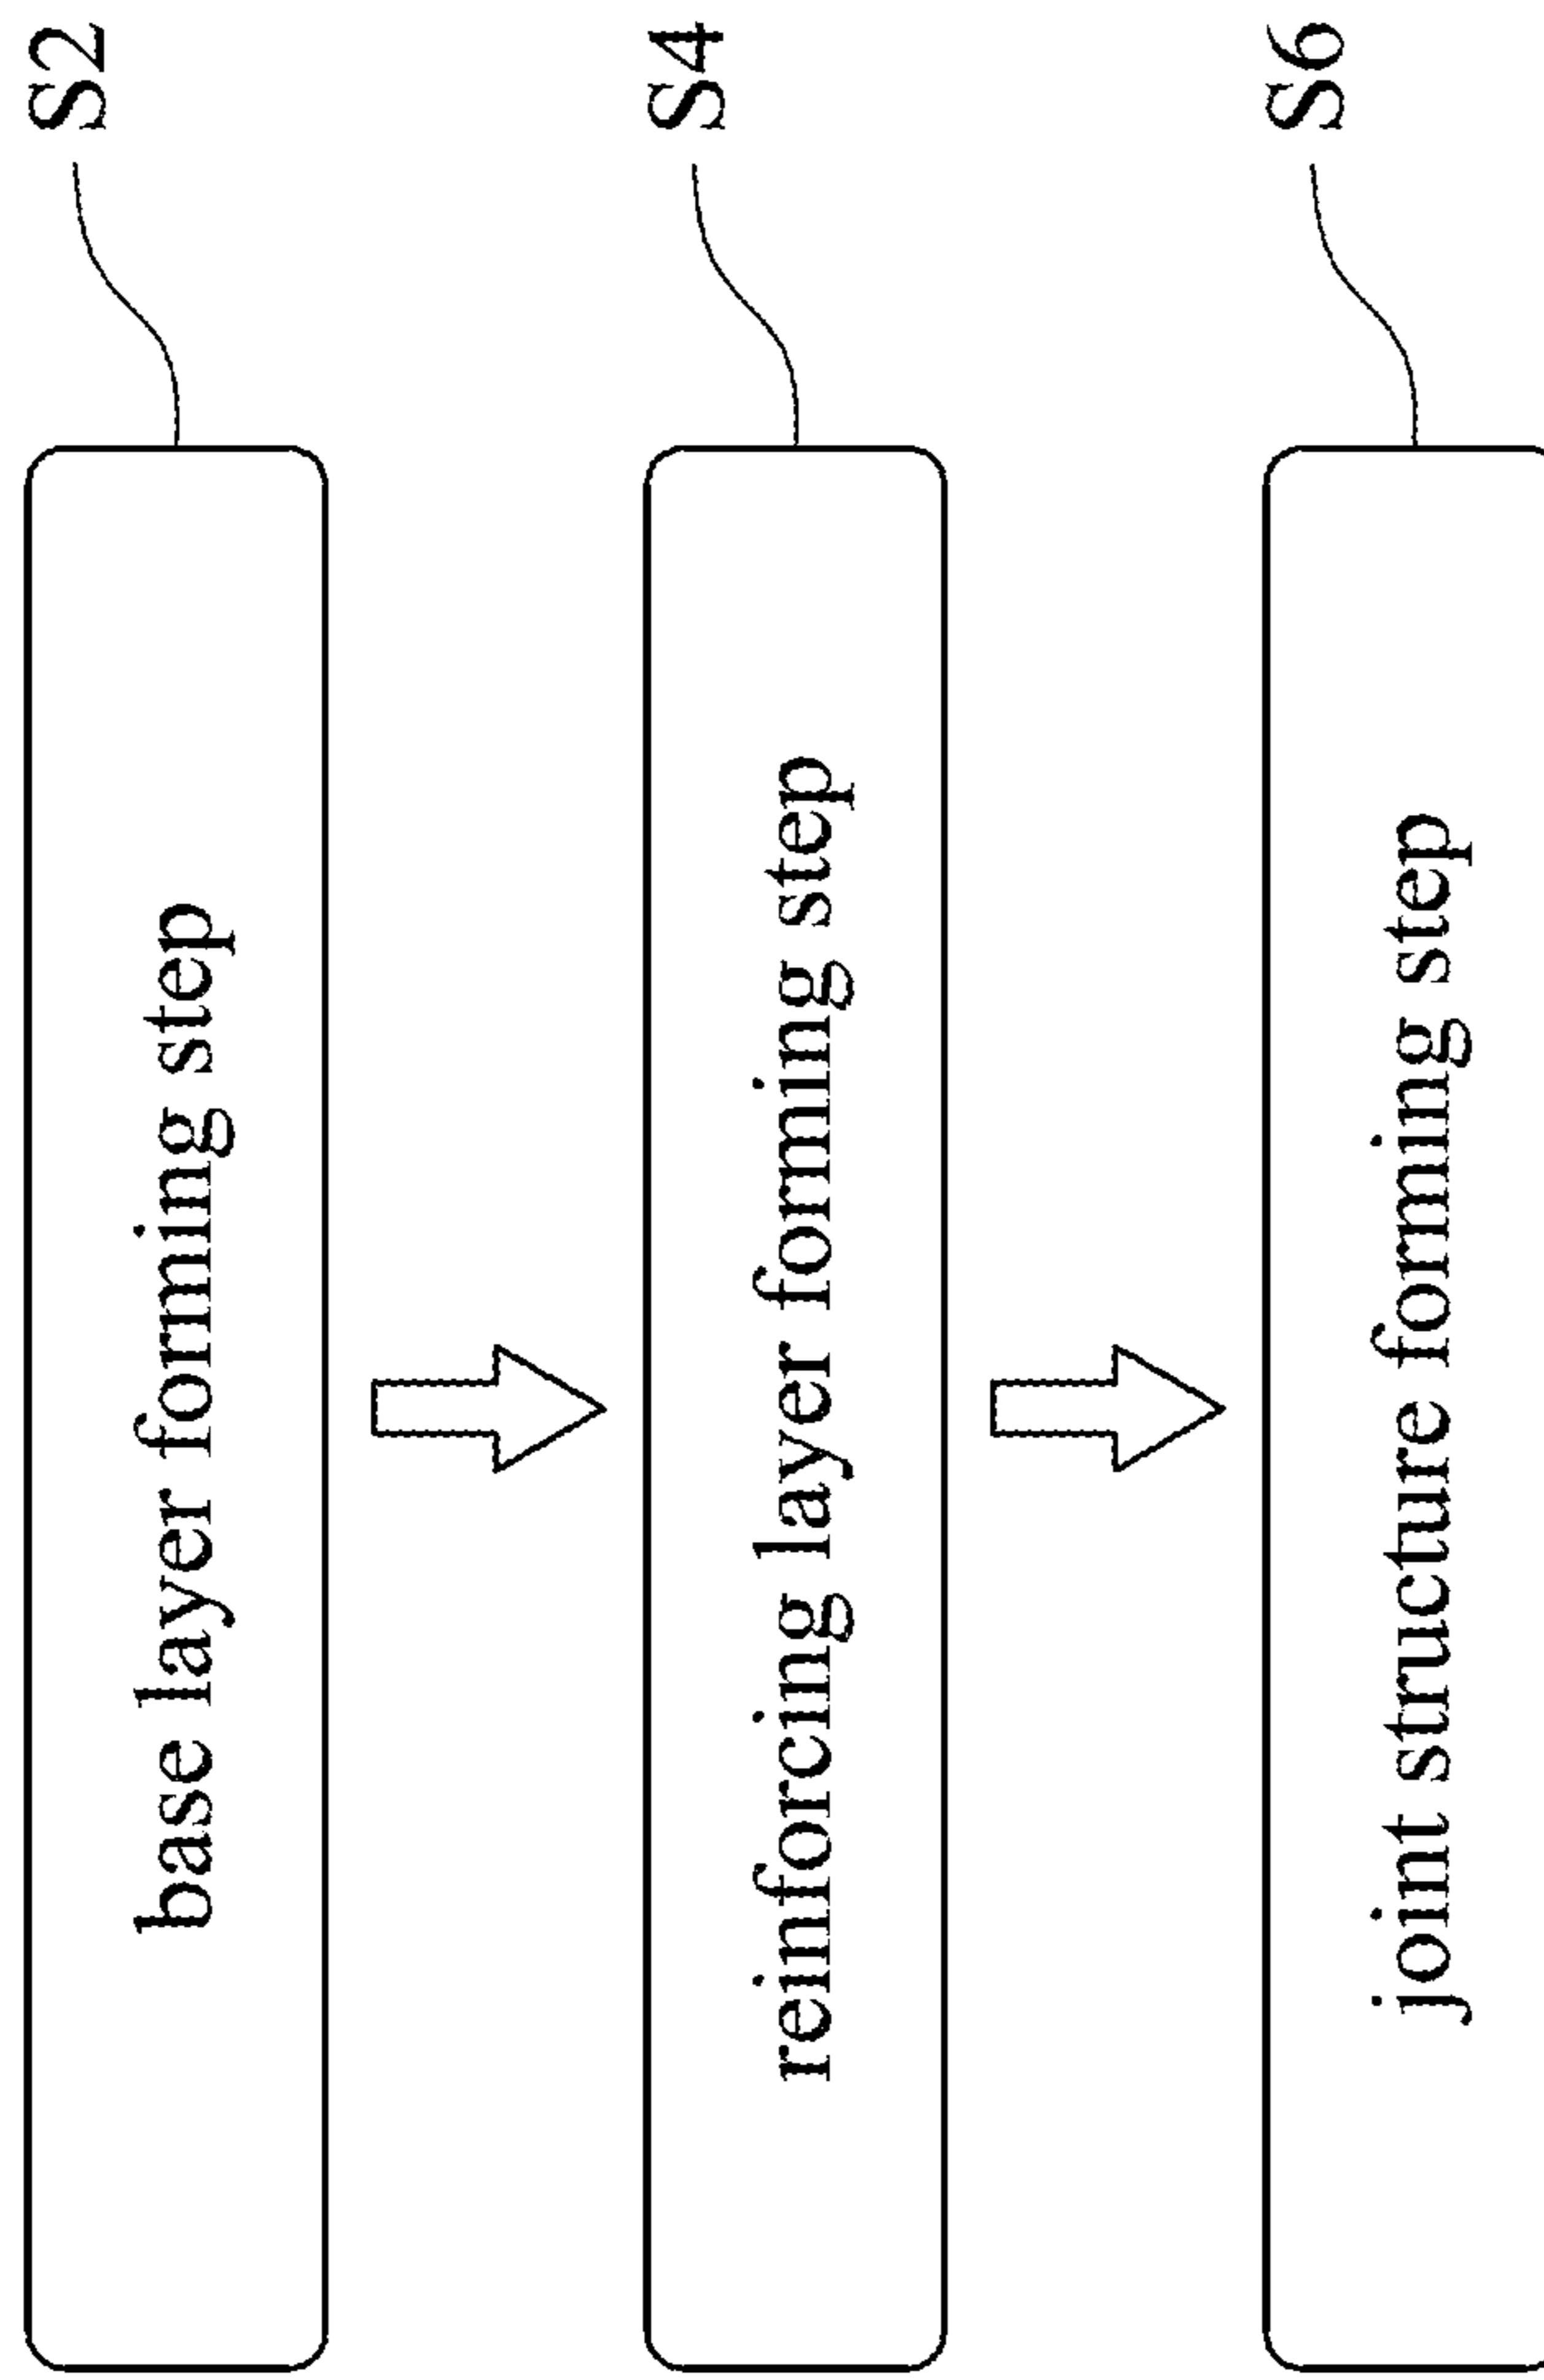 S2
base layer forming step
S4
reinforcing layer forming step
S6
joint structure forming step